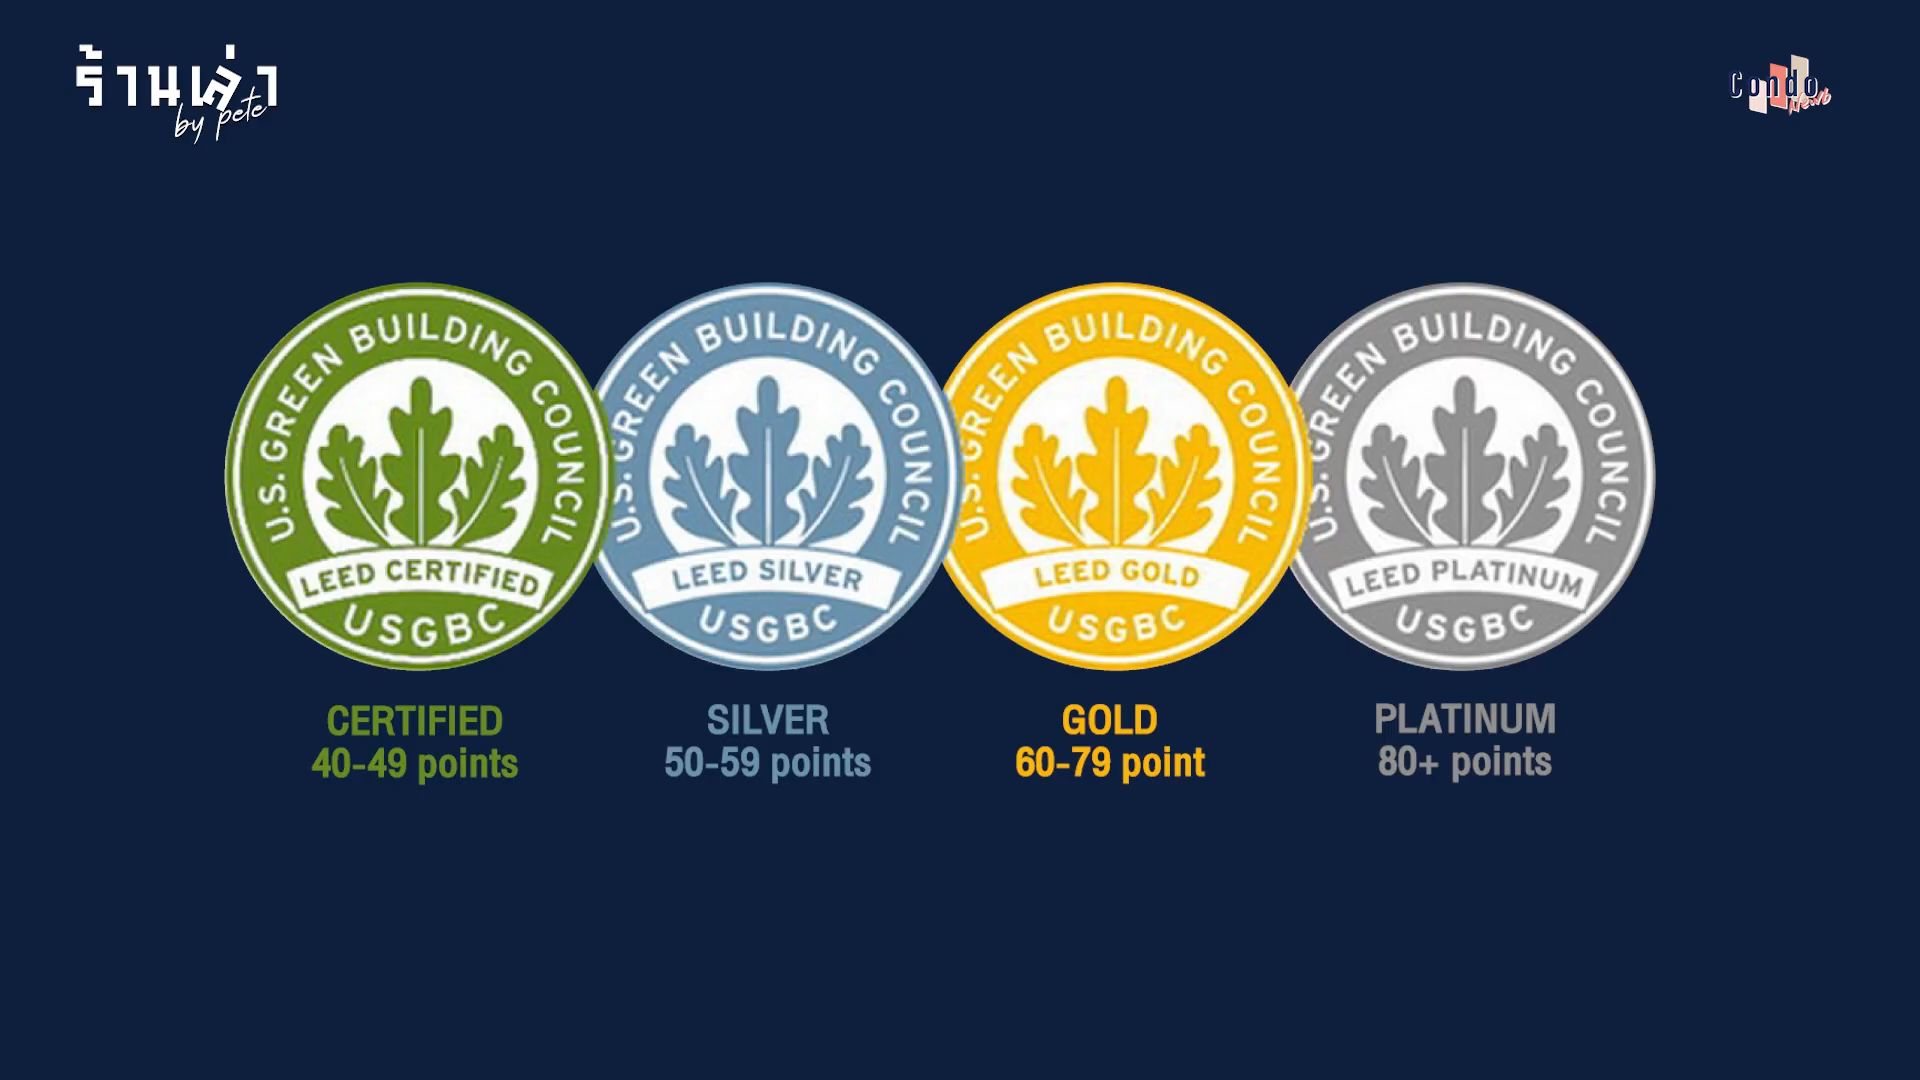 ร้านเล่า
by pete
Condo
News
U.S. GREEN BUILDING COUNCIL
LEED CERTIFIED
USGBC
U.S. GREEN BUILDING COUNCIL
LEED SILVER
USGBC
U.S. GREEN BUILDING COUNCIL
LEED GOLD
USGBC
U.S. GREEN BUILDING COUNCIL
LEED PLATINUM
USGBC
CERTIFIED
40-49 points
SILVER
50-59 points
GOLD
60-79 point
PLATINUM
80+ points